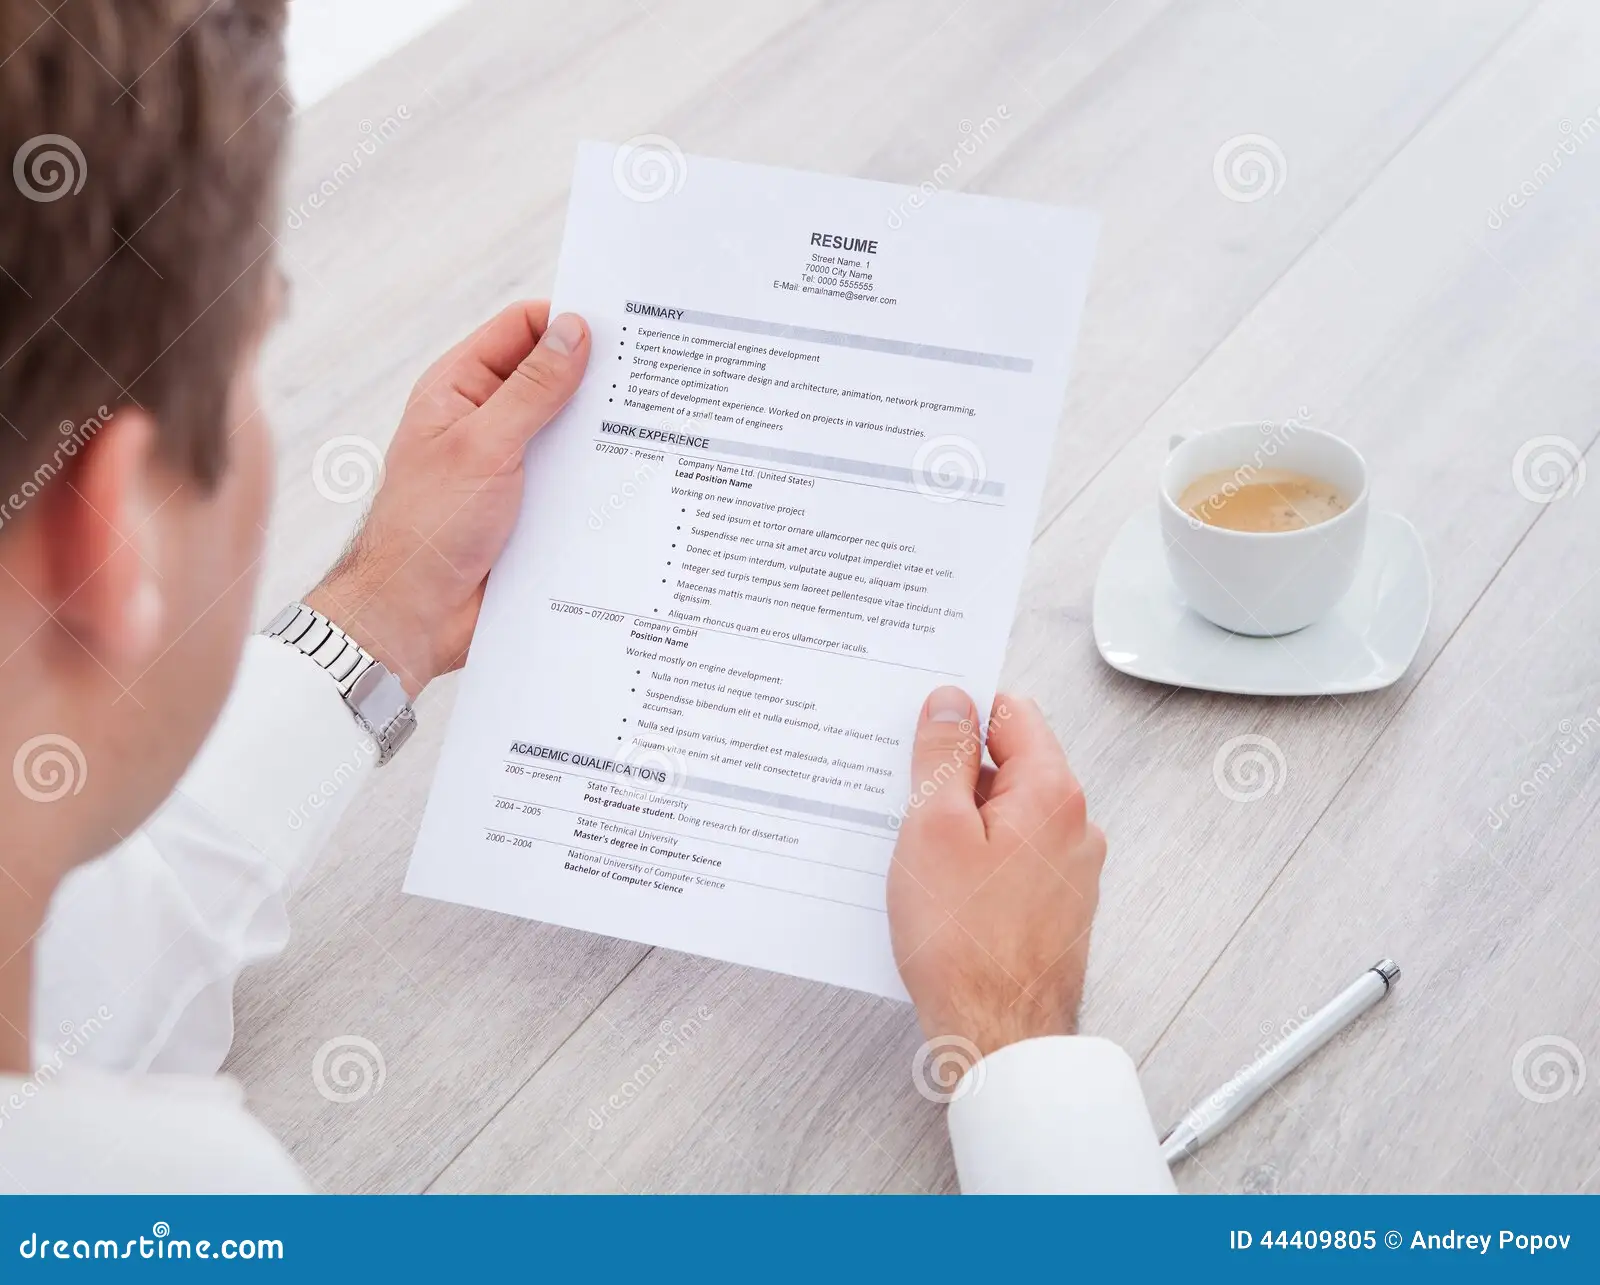 RESUME
Street Name. 1
70000 City Name
Tel: 0000 5555555
E-Mail: emailname@server.com
SUMMARY
• Experience in commercial engines development
• Expert knowledge in programming
• Strong experience in software design and architecture, animation, network programming,
performance optimization
• 10 years of development experience. Worked on projects in various industries.
• Management of a small team of engineers
WORK EXPERIENCE
07/2007 - Present Company Name Ltd. (United States)
Lead Position Name
Working on new innovative project
• Sed sed ipsum et tortor ornare ullamcorper nec quis orci.
• Suspendisse nec urna sit amet arcu volutpat imperdiet vitae et velit.
• Donec et ipsum interdum, vulputate augue eu, aliquam ipsum.
• Integer sed turpis tempus sem laoreet pellentesque vitae tincidunt diam.
• Maecenas mattis mauris non neque fermentum, vel gravida turpis
dignissim.
• Aliquam rhoncus quam eu eros ullamcorper iaculis.
01/2005 – 07/2007 Company GmbH
Position Name
Worked mostly on engine development:
• Nulla non metus id neque tempor suscipit.
• Suspendisse bibendum elit et nulla euismod, vitae aliquet lectus
accumsan.
• Nulla sed ipsum varius, imperdiet est malesuada, aliquam massa.
• Aliquam vitae enim sit amet velit consectetur gravida in et lacus
ACADEMIC QUALIFICATIONS
2005 – present State Technical University
Post-graduate student. Doing research for dissertation
2004 – 2005 State Technical University
Master's degree in Computer Science
2000 – 2004 National University of Computer Science
Bachelor of Computer Science
dreamstime.com
ID 44409805 © Andrey Popov